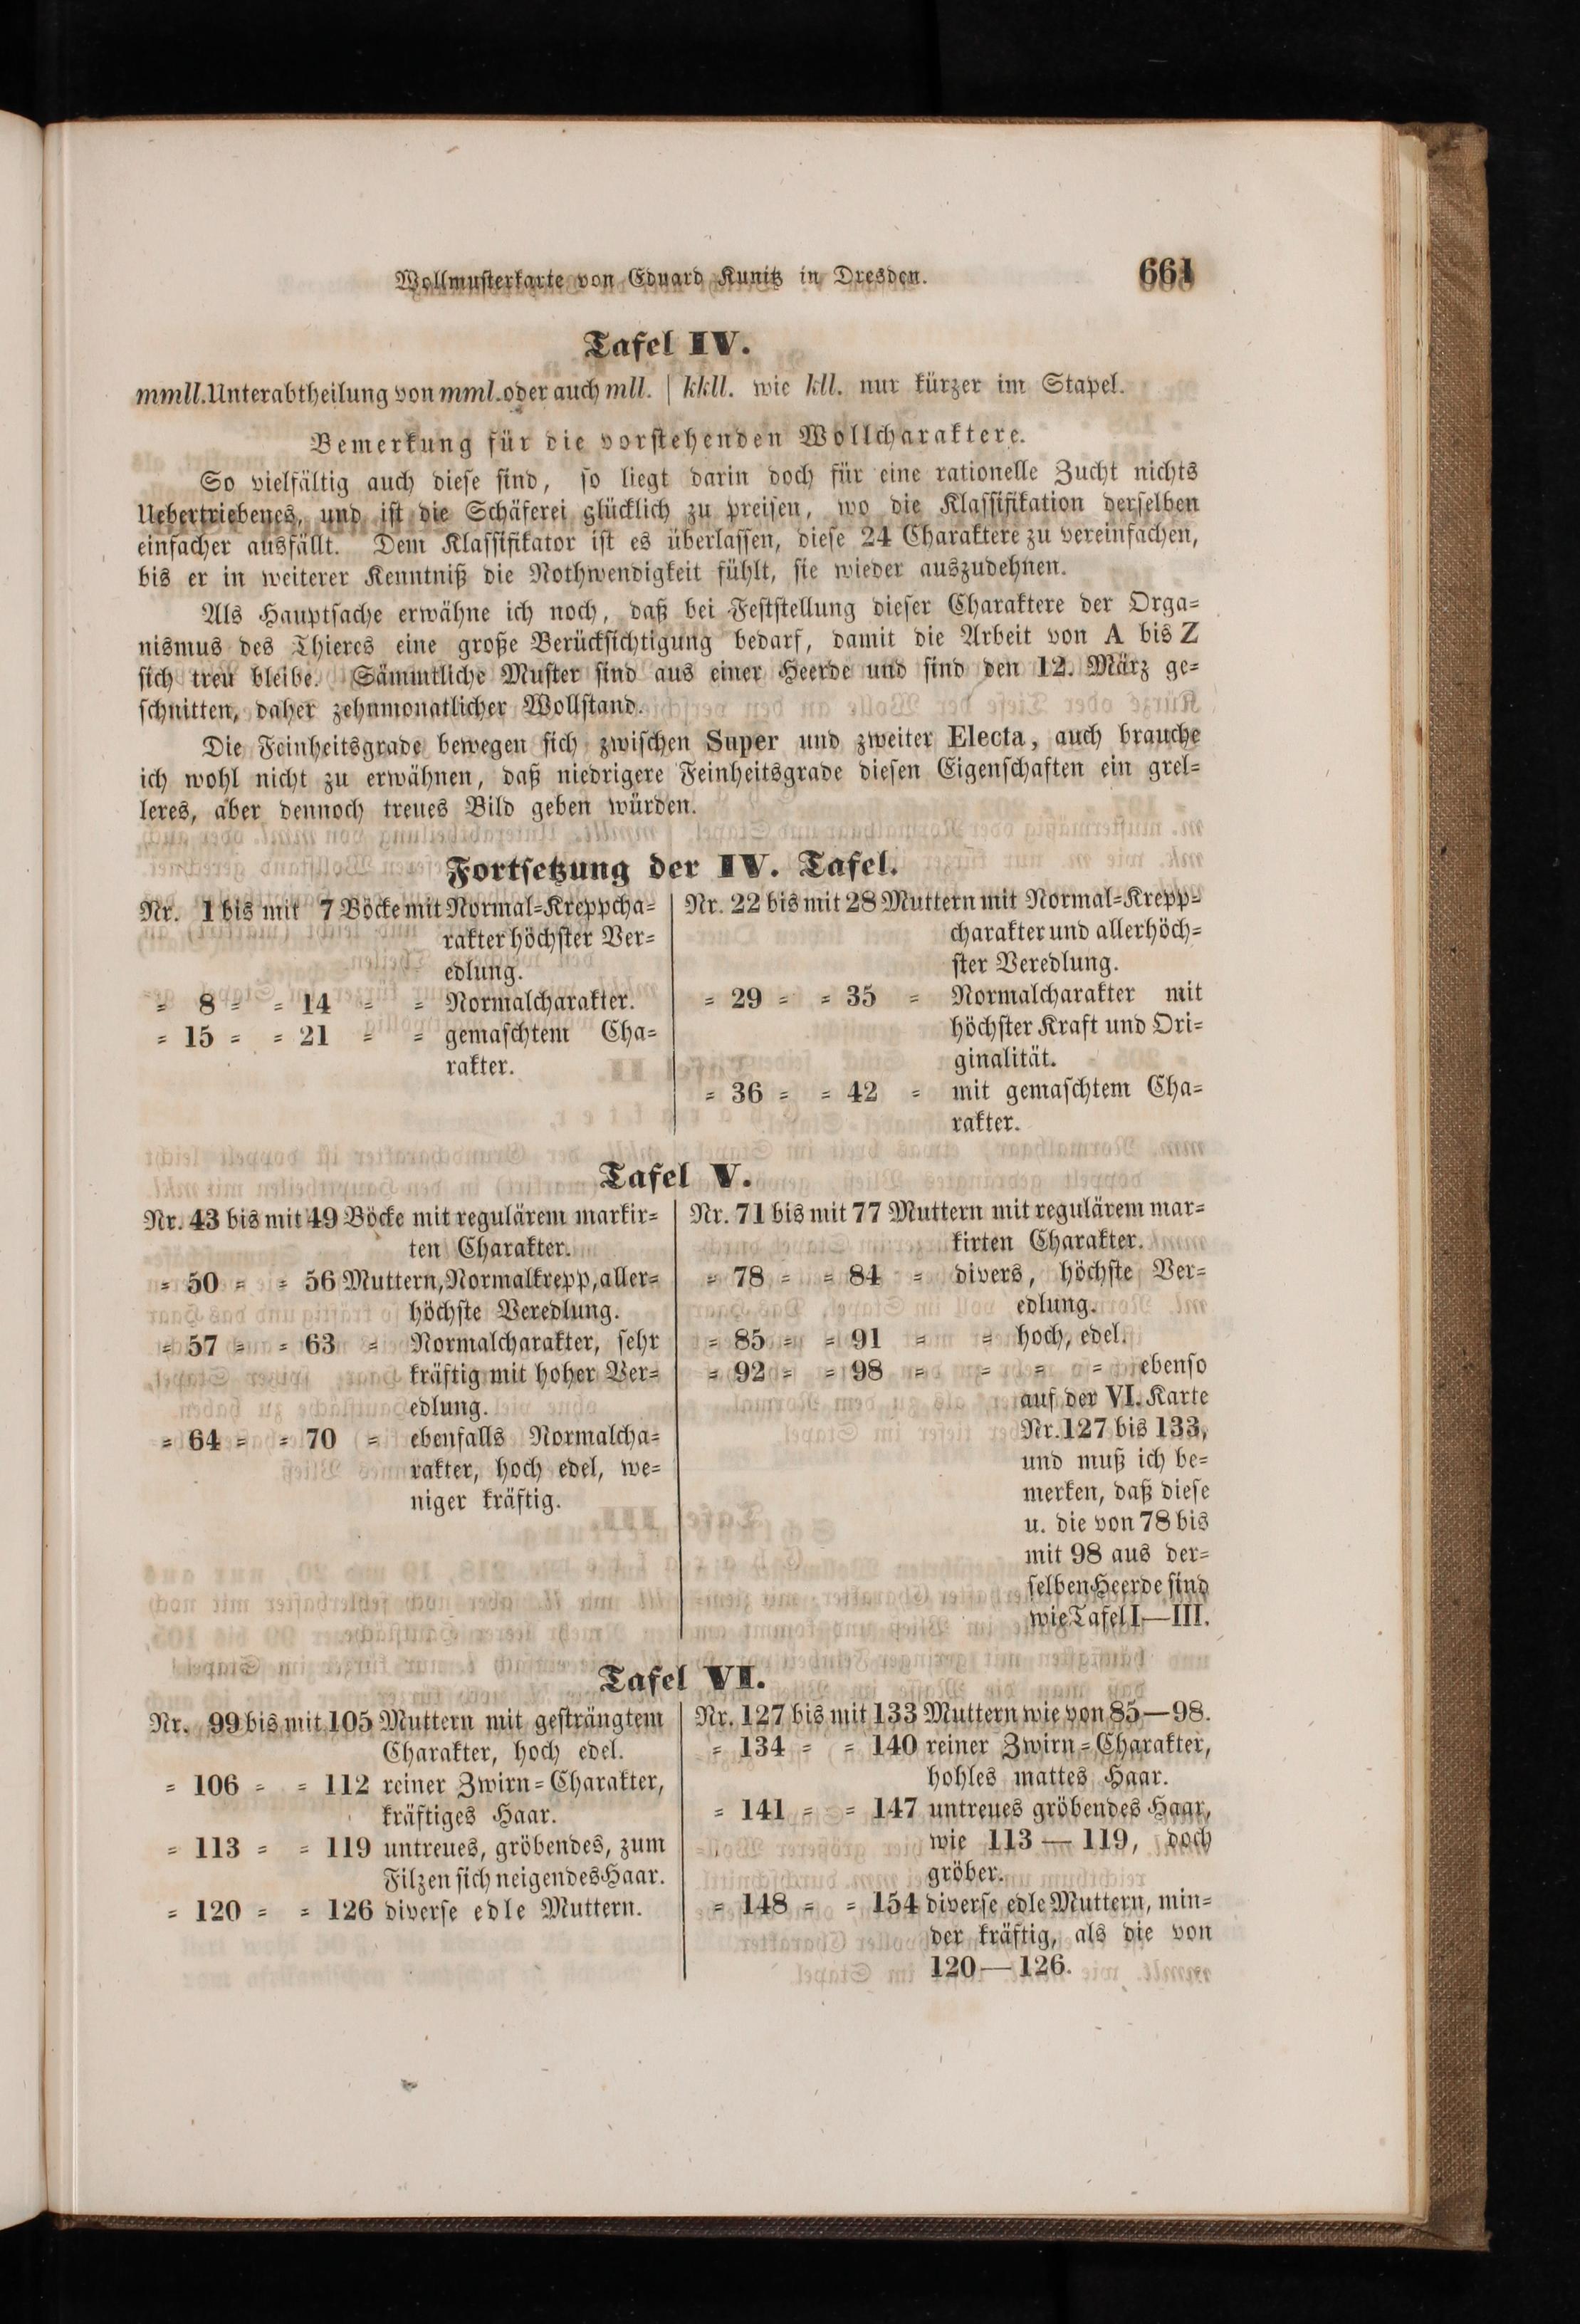 Wollmusterkarte von Eduard Kunitz in Dresden. 661
Tafel IV.
mmll. Unterabtheilung von mml. oder auch mll. | kkll. wie kll. nur kürzer im Stapel.
Bemerkung für die vorstehenden Wollcharaktere.
So vielfältig auch diese sind, so liegt darin doch für eine rationelle Zucht nichts
Uebertriebenes, und ist die Schäferei glücklich zu preisen, wo die Klassifikation derselben
einfacher ausfällt. Dem Klassifikator ist es überlassen, diese 24 Charaktere zu vereinfachen,
bis er in weiterer Kenntniß die Nothwendigkeit fühlt, sie wieder auszudehnen.
Als Hauptsache erwähne ich noch, daß bei Feststellung dieser Charaktere der Orga=
nismus des Thieres eine große Berücksichtigung bedarf, damit die Arbeit von A bis Z
sich treu bleibe. Sämmtliche Muster sind aus einer Heerde und sind den 12. März ge=
schnitten, daher zehnmonatlicher Wollstand.
Die Feinheitsgrade bewegen sich zwischen Super und zweiter Electa, auch brauche
ich wohl nicht zu erwähnen, daß niedrigere Feinheitsgrade diesen Eigenschaften ein grel=
leres, aber dennoch treues Bild geben würden.
Fortsetzung der IV. Tafel.
Nr. 1 bis mit 7 Böcke mit Normal=Kreppcha=
rakter höchster Ver=
edlung.
= 8 = = 14 = = Normalcharakter.
= 15 = = 21 = = gemaschtem Cha=
rakter.
Nr. 22 bis mit 28 Muttern mit Normal=Krepp=
charakter und allerhöch=
ster Veredlung.
= 29 = = 35 = Normalcharakter mit
höchster Kraft und Ori=
ginalität.
= 36 = = 42 = mit gemaschtem Cha=
rakter.
Tafel V.
Nr. 43 bis mit 49 Böcke mit regulärem markir=
ten Charakter.
= 50 = = 56 Muttern, Normalkrepp, aller=
höchste Veredlung.
= 57 = = 63 = Normalcharakter, sehr
kräftig mit hoher Ver=
edlung.
= 64 = = 70 = ebenfalls Normalcha=
rakter, hoch edel, we=
niger kräftig.
Nr. 71 bis mit 77 Muttern mit regulärem mar=
kirten Charakter.
= 78 = = 84 = divers, höchste Ver=
edlung.
= 85 = = 91 = = hoch, edel.
= 92 = = 98 = = = = ebenso
auf der VI. Karte
Nr. 127 bis 133,
und muß ich be=
merken, daß diese
u. die von 78 bis
mit 98 aus der=
selben Heerde sind
wie Tafel I—III.
Tafel VI.
Nr. 99 bis mit 105 Muttern mit gesträngtem
Charakter, hoch edel.
= 106 = = 112 reiner Zwirn=Charakter,
kräftiges Haar.
= 113 = = 119 untreues, gröbendes, zum
Filzen sich neigendes Haar.
= 120 = = 126 diverse edle Muttern.
Nr. 127 bis mit 133 Muttern wie von 85—98.
= 134 = = 140 reiner Zwirn=Charakter,
hohles mattes Haar.
= 141 = = 147 untreues gröbendes Haar,
wie 113 — 119, doch
gröber.
= 148 = = 154 diverse edle Muttern, min=
der kräftig, als die von
120—126.